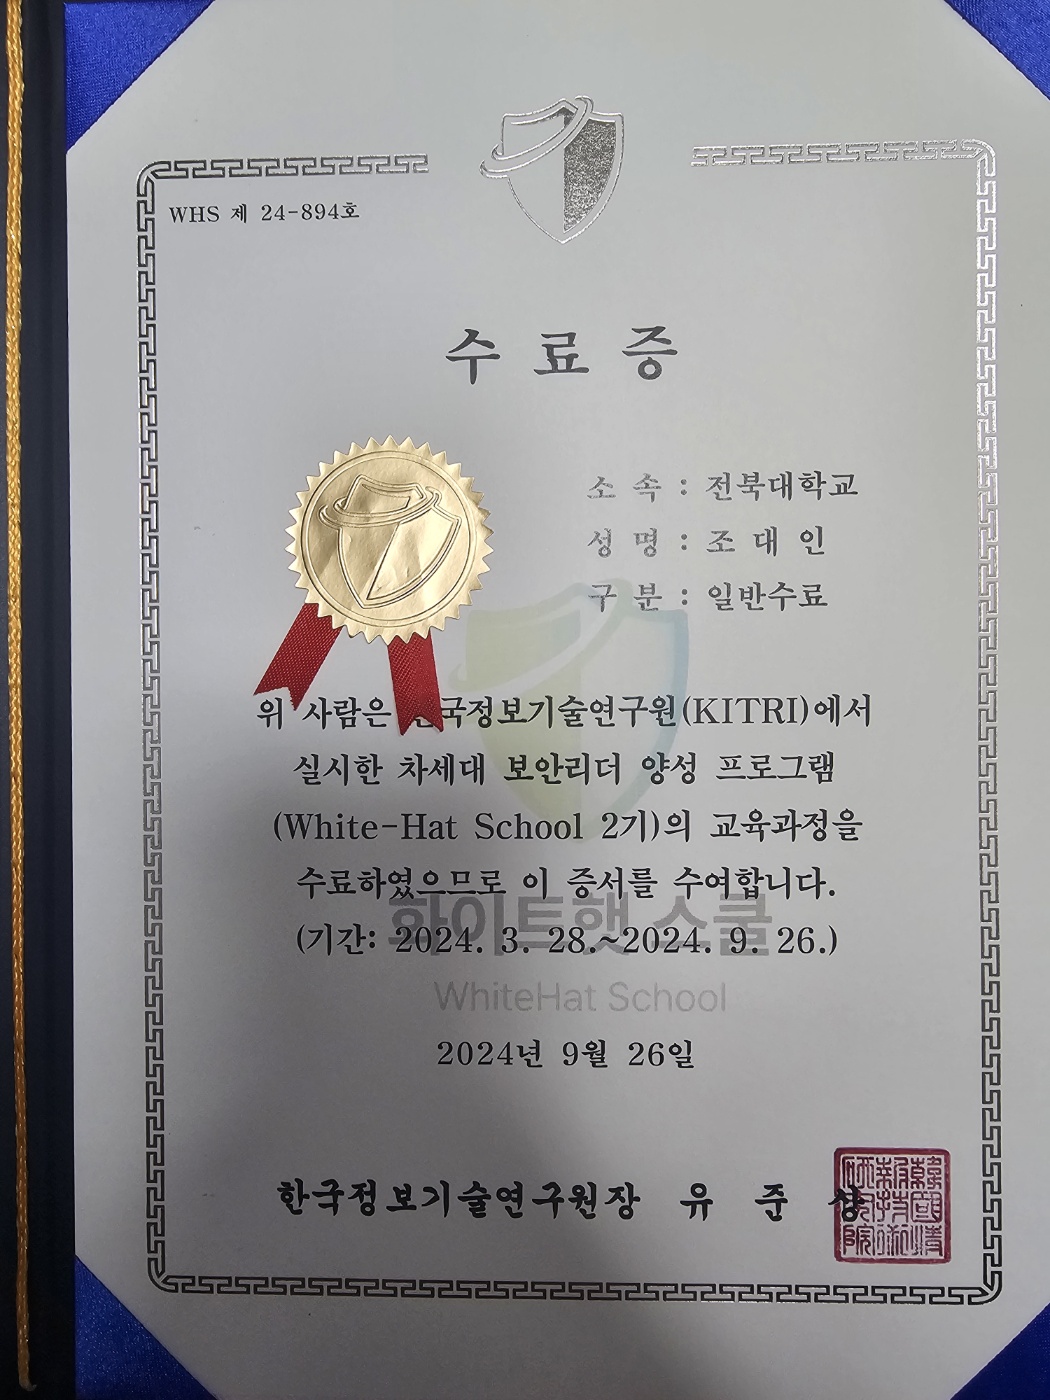 WHS 제 24-894호
수 료 증
소 속 : 전북대학교
성 명 : 조 대 인
구 분 : 일반수료
위 사람은 한국정보기술연구원(KITRI)에서
실시한 차세대 보안리더 양성 프로그램
(White-Hat School 2기)의 교육과정을
수료하였으므로 이 증서를 수여합니다.
(기간: 2024. 3. 28.~2024. 9. 26.)
화이트햇 스쿨
WhiteHat School
2024년 9월 26일
한국정보기술연구원장 유 준 상